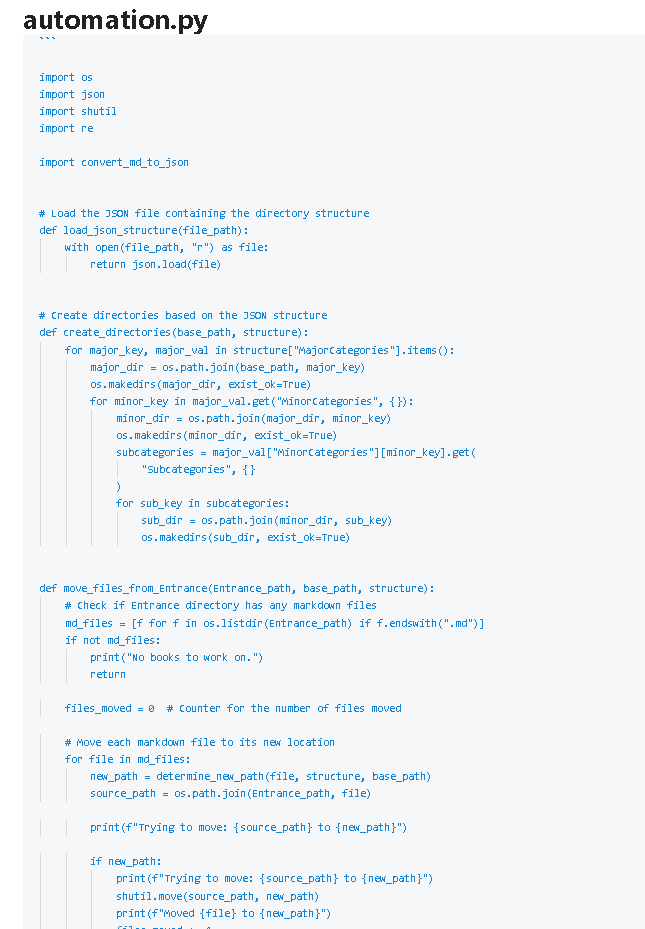 automation.py
```
import os
import json
import shutil
import re
import convert_md_to_json
# Load the JSON file containing the directory structure
def load_json_structure(file_path):
with open(file_path, "r") as file:
return json.load(file)
# Create directories based on the JSON structure
def create_directories(base_path, structure):
for major_key, major_val in structure["MajorCategories"].items():
major_dir = os.path.join(base_path, major_key)
os.makedirs(major_dir, exist_ok=True)
for minor_key in major_val.get("MinorCategories", {}):
minor_dir = os.path.join(major_dir, minor_key)
os.makedirs(minor_dir, exist_ok=True)
subcategories = major_val["MinorCategories"][minor_key].get(
"Subcategories", {}
)
for sub_key in subcategories:
sub_dir = os.path.join(minor_dir, sub_key)
os.makedirs(sub_dir, exist_ok=True)
def move_files_from_Entrance(Entrance_path, base_path, structure):
# Check if Entrance directory has any markdown files
md_files = [f for f in os.listdir(Entrance_path) if f.endswith(".md")]
if not md_files:
print("No books to work on.")
return
files_moved = 0  # Counter for the number of files moved
# Move each markdown file to its new location
for file in md_files:
new_path = determine_new_path(file, structure, base_path)
source_path = os.path.join(Entrance_path, file)
print(f"Trying to move: {source_path} to {new_path}")
if new_path:
print(f"Trying to move: {source_path} to {new_path}")
shutil.move(source_path, new_path)
print(f"Moved {file} to {new_path}")